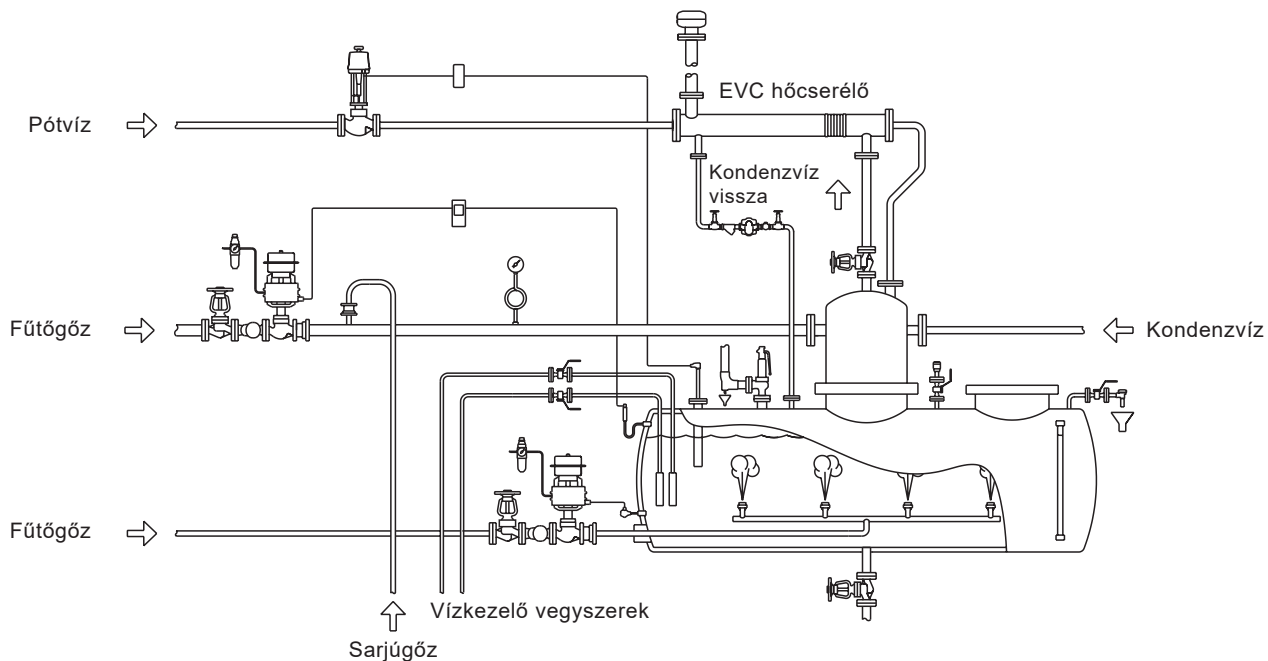 EVC hőcserélő
Pótvíz
Kondenzvíz
vissza
Fűtőgőz
Kondenzvíz
Fűtőgőz
Vízkezelő vegyszerek
Sarjúgőz